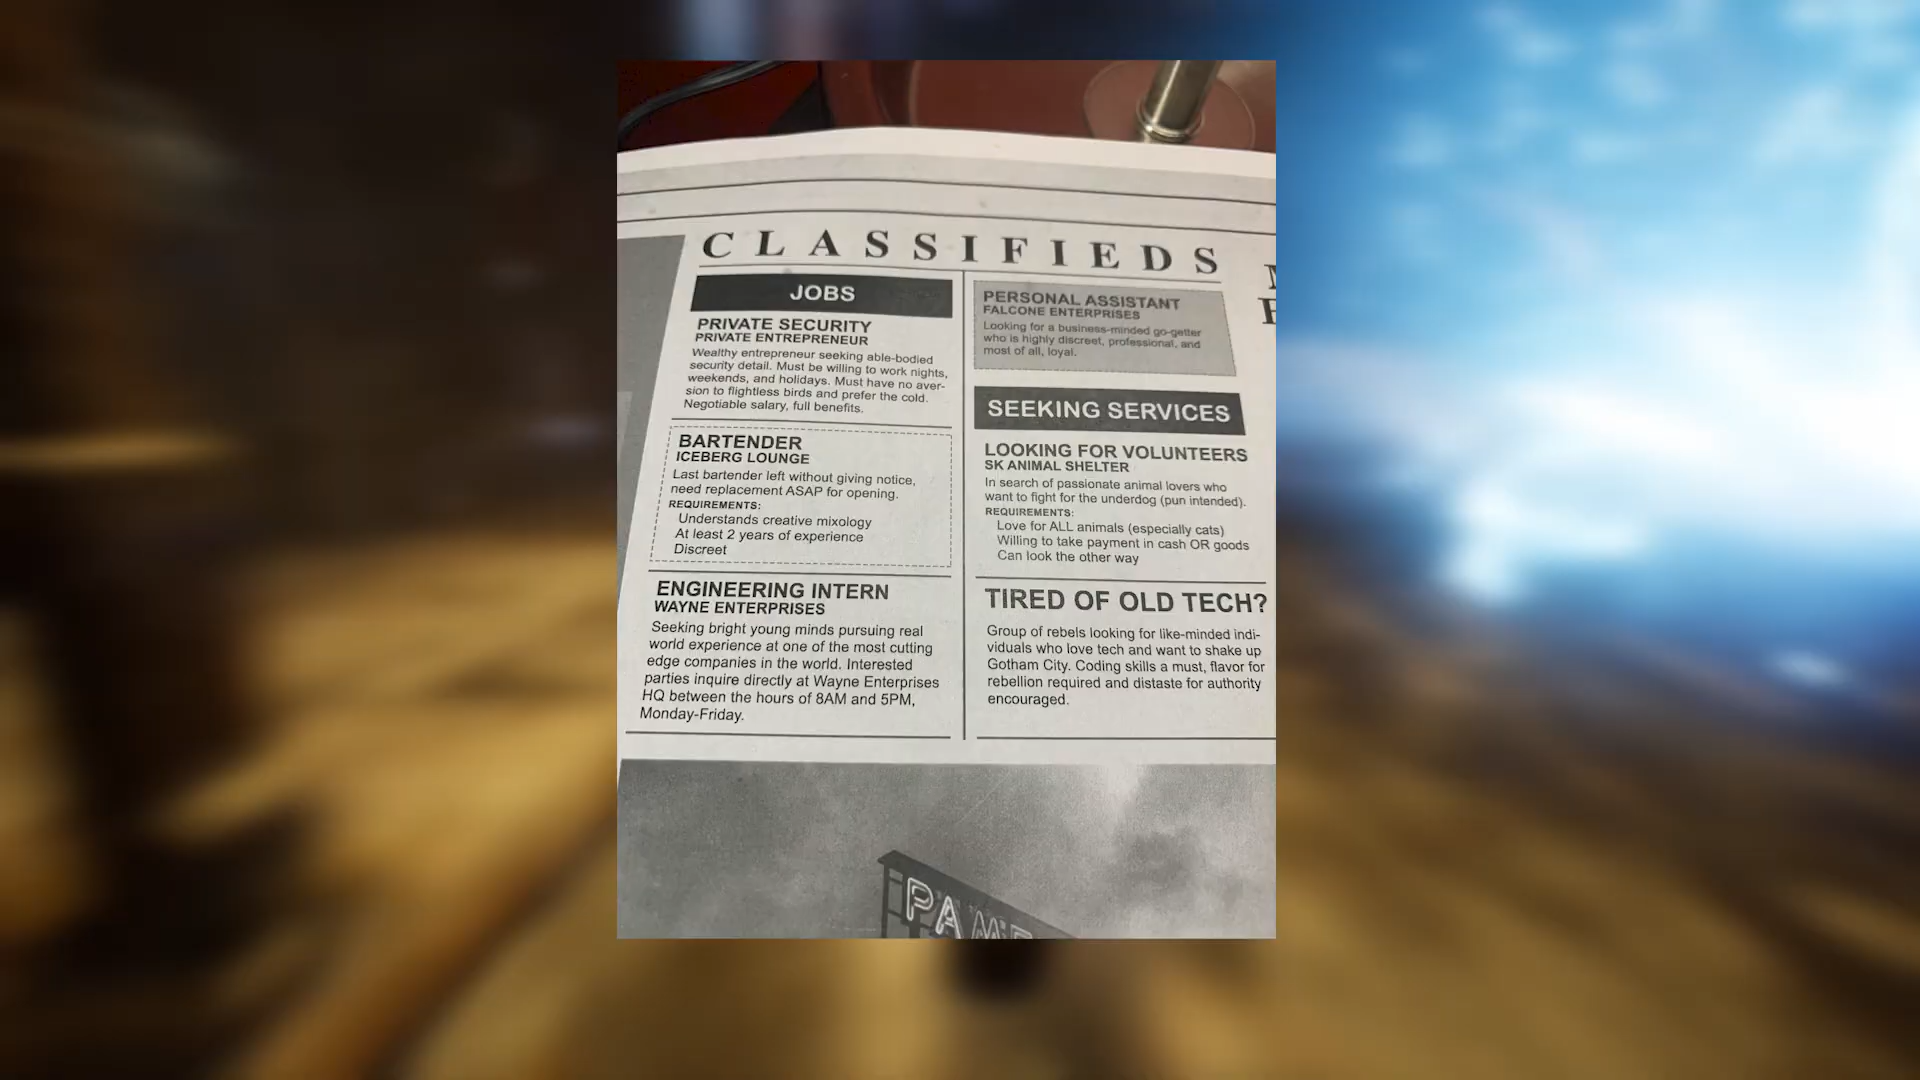 CLASSIFIEDS
JOBS
PRIVATE SECURITY
PRIVATE ENTREPRENEUR
Wealthy entrepreneur seeking able-bodied
security detail. Must be willing to work nights,
weekends, and holidays. Must have no aver-
sion to flightless birds and prefer the cold.
Negotiable salary, full benefits.
BARTENDER
ICEBERG LOUNGE
Last bartender left without giving notice,
need replacement ASAP for opening.
REQUIREMENTS:
Understands creative mixology
At least 2 years of experience
Discreet
ENGINEERING INTERN
WAYNE ENTERPRISES
Seeking bright young minds pursuing real
world experience at one of the most cutting
edge companies in the world. Interested
parties inquire directly at Wayne Enterprises
HQ between the hours of 8AM and 5PM,
Monday-Friday.
PERSONAL ASSISTANT
FALCONE ENTERPRISES
Looking for a business-minded go-getter
who is highly discreet, professional, and
most of all, loyal.
SEEKING SERVICES
LOOKING FOR VOLUNTEERS
SK ANIMAL SHELTER
In search of passionate animal lovers who
want to fight for the underdog (pun intended).
REQUIREMENTS:
Love for ALL animals (especially cats)
Willing to take payment in cash OR goods
Can look the other way
TIRED OF OLD TECH?
Group of rebels looking for like-minded indi-
viduals who love tech and want to shake up
Gotham City. Coding skills a must, flavor for
rebellion required and distaste for authority
encouraged.